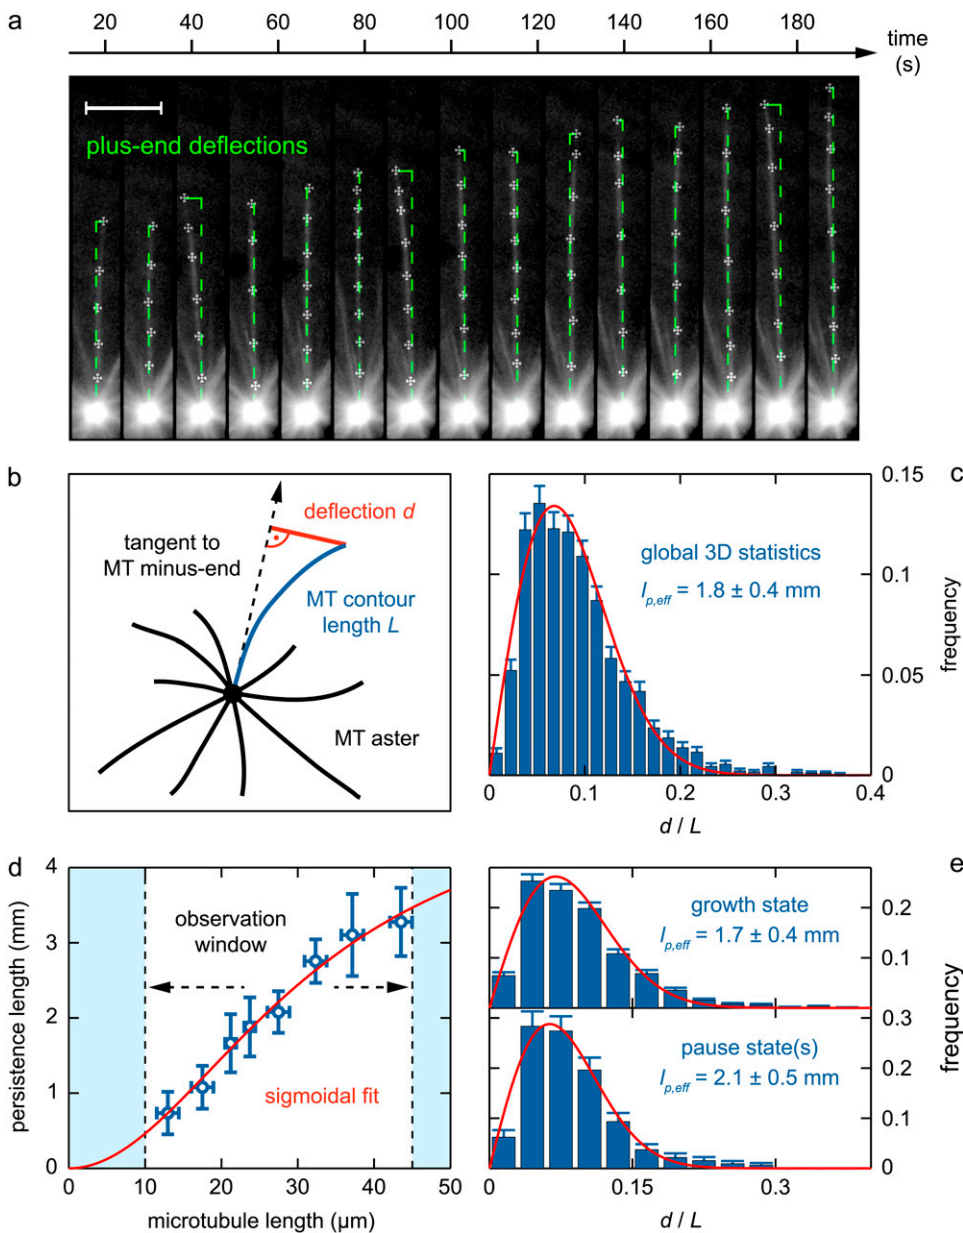 a
20 40 60 80 100 120 140 160 180
time
(s)
plus-end deflections
b
deflection d
tangent to
MT minus-end
MT contour
length L
MT aster
c
0.15
global 3D statistics
lp,eff = 1.8 ± 0.4 mm
0.1
frequency
0.05
0
0 0.1 0.2 0.3 0.4
d / L
d
4
observation
window
3
persistence length (mm)
2
sigmoidal fit
1
0
0 10 20 30 40 50
microtubule length (µm)
e
growth state
0.2
lp,eff = 1.7 ± 0.4 mm
0.1
frequency
0.3
pause state(s)
0.2
lp,eff = 2.1 ± 0.5 mm
0.1
0
0 0.15 0.3
d / L